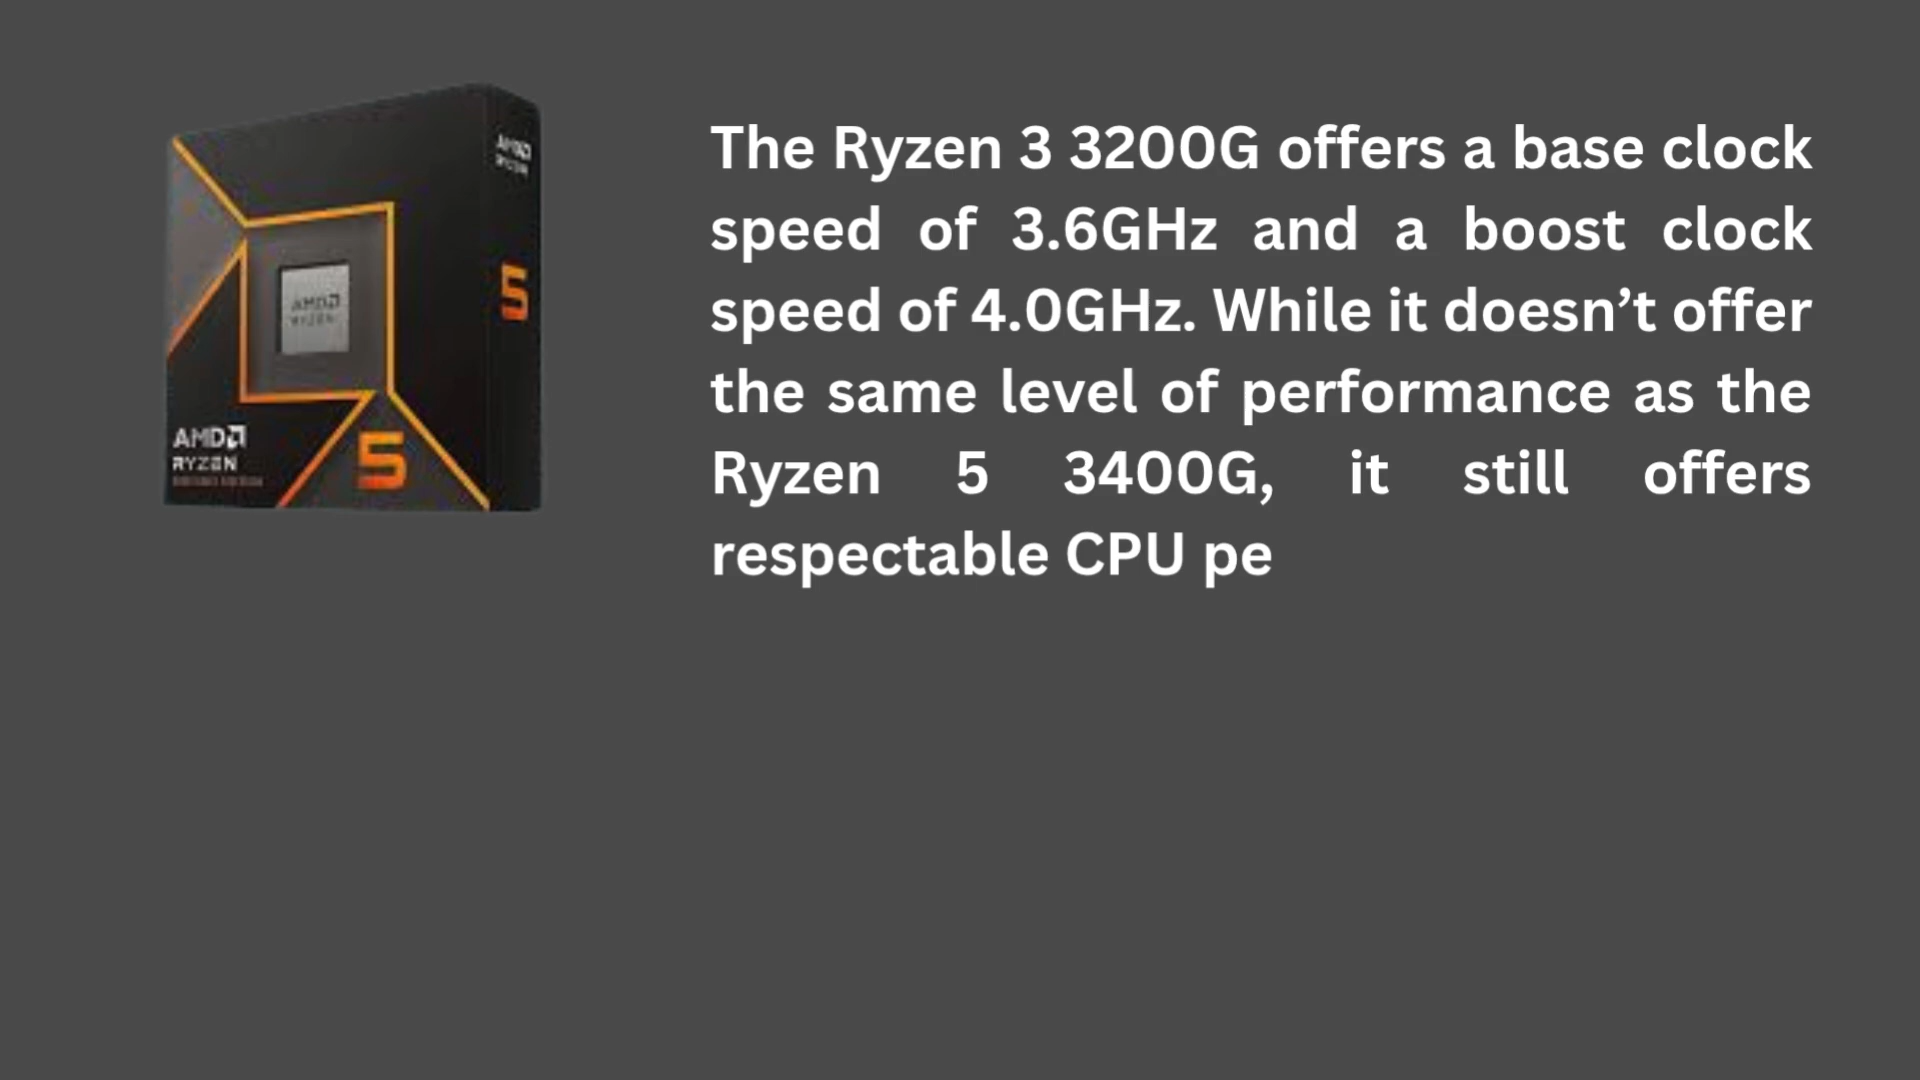 AMD
RYZEN
5
AMD
RYZEN
AMD
RYZEN
5
The Ryzen 3 3200G offers a base clock
speed of 3.6GHz and a boost clock
speed of 4.0GHz. While it doesn’t offer
the same level of performance as the
Ryzen 5 3400G, it still offers
respectable CPU pe